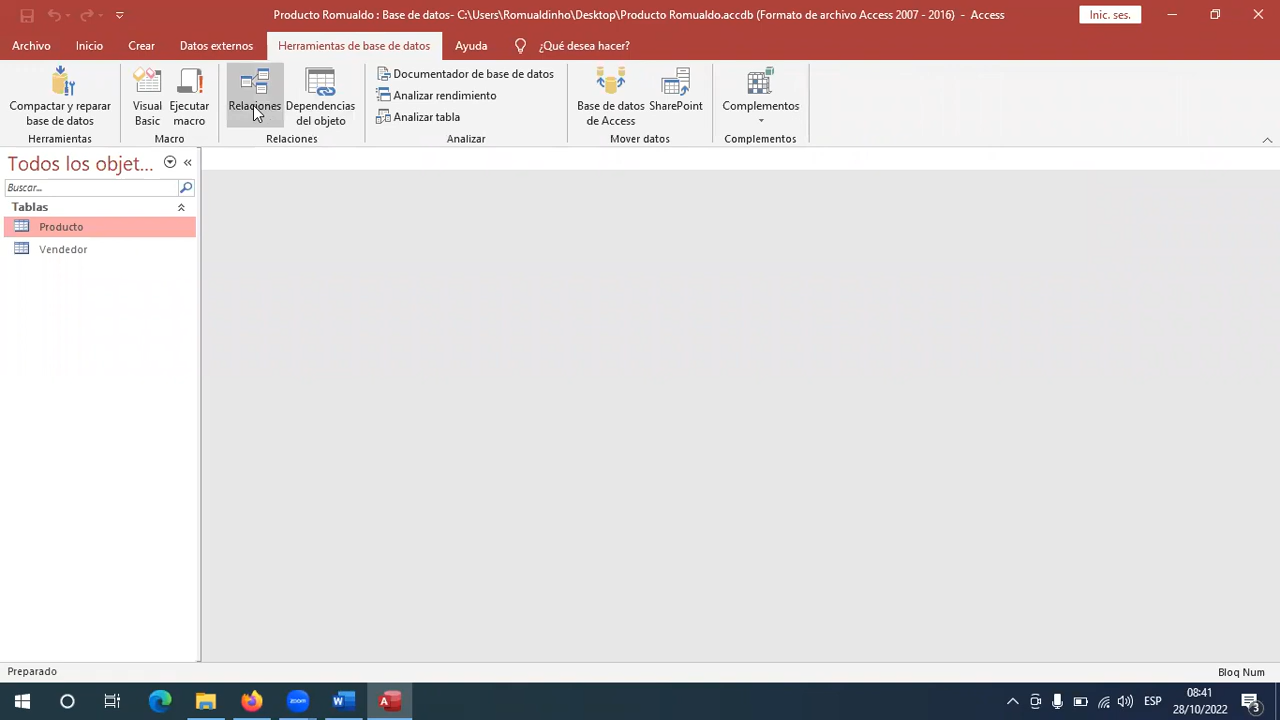 Producto Romualdo : Base de datos- C:\Users\Romualdinho\Desktop\Producto Romualdo.accdb (Formato de archivo Access 2007 - 2016) - Access
Inic. ses.
Archivo Inicio Crear Datos externos Herramientas de base de datos Ayuda ¿Qué desea hacer?
Compactar y reparar base de datos
Visual Basic
Ejecutar macro
Relaciones
Dependencias del objeto
Documentador de base de datos
Analizar rendimiento
Analizar tabla
Base de datos de Access
SharePoint
Complementos
Herramientas Macro Relaciones Analizar Mover datos Complementos
Todos los objet...
Buscar...
Tablas
Producto
Vendedor
Preparado
Bloq Num
zoom
ESP
08:41
28/10/2022
3